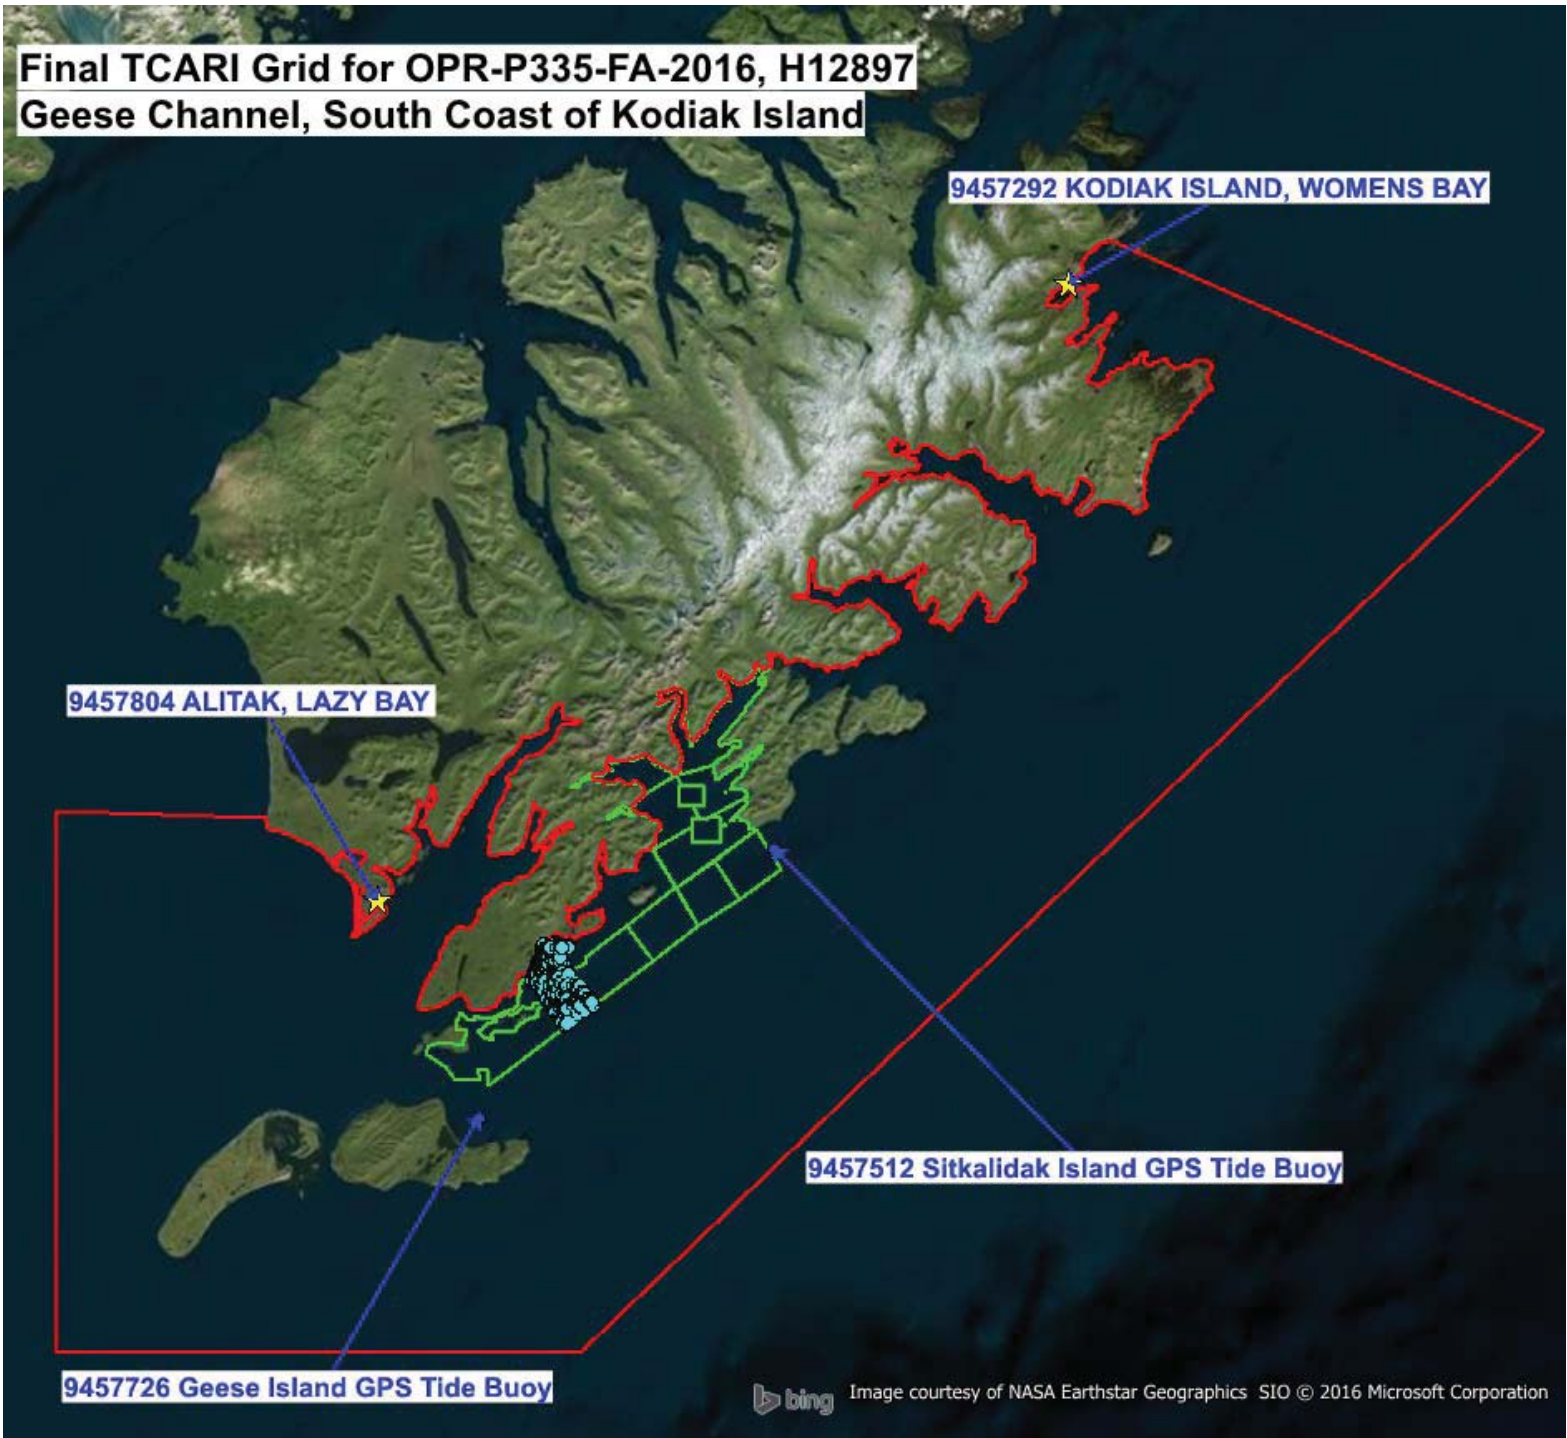 Final TCARI Grid for OPR-P335-FA-2016, H12897
Geese Channel, South Coast of Kodiak Island
9457292 KODIAK ISLAND, WOMENS BAY
9457804 ALITAK, LAZY BAY
9457512 Sitkalidak Island GPS Tide Buoy
9457726 Geese Island GPS Tide Buoy
bing
Image courtesy of NASA Earthstar Geographics SIO © 2016 Microsoft Corporation